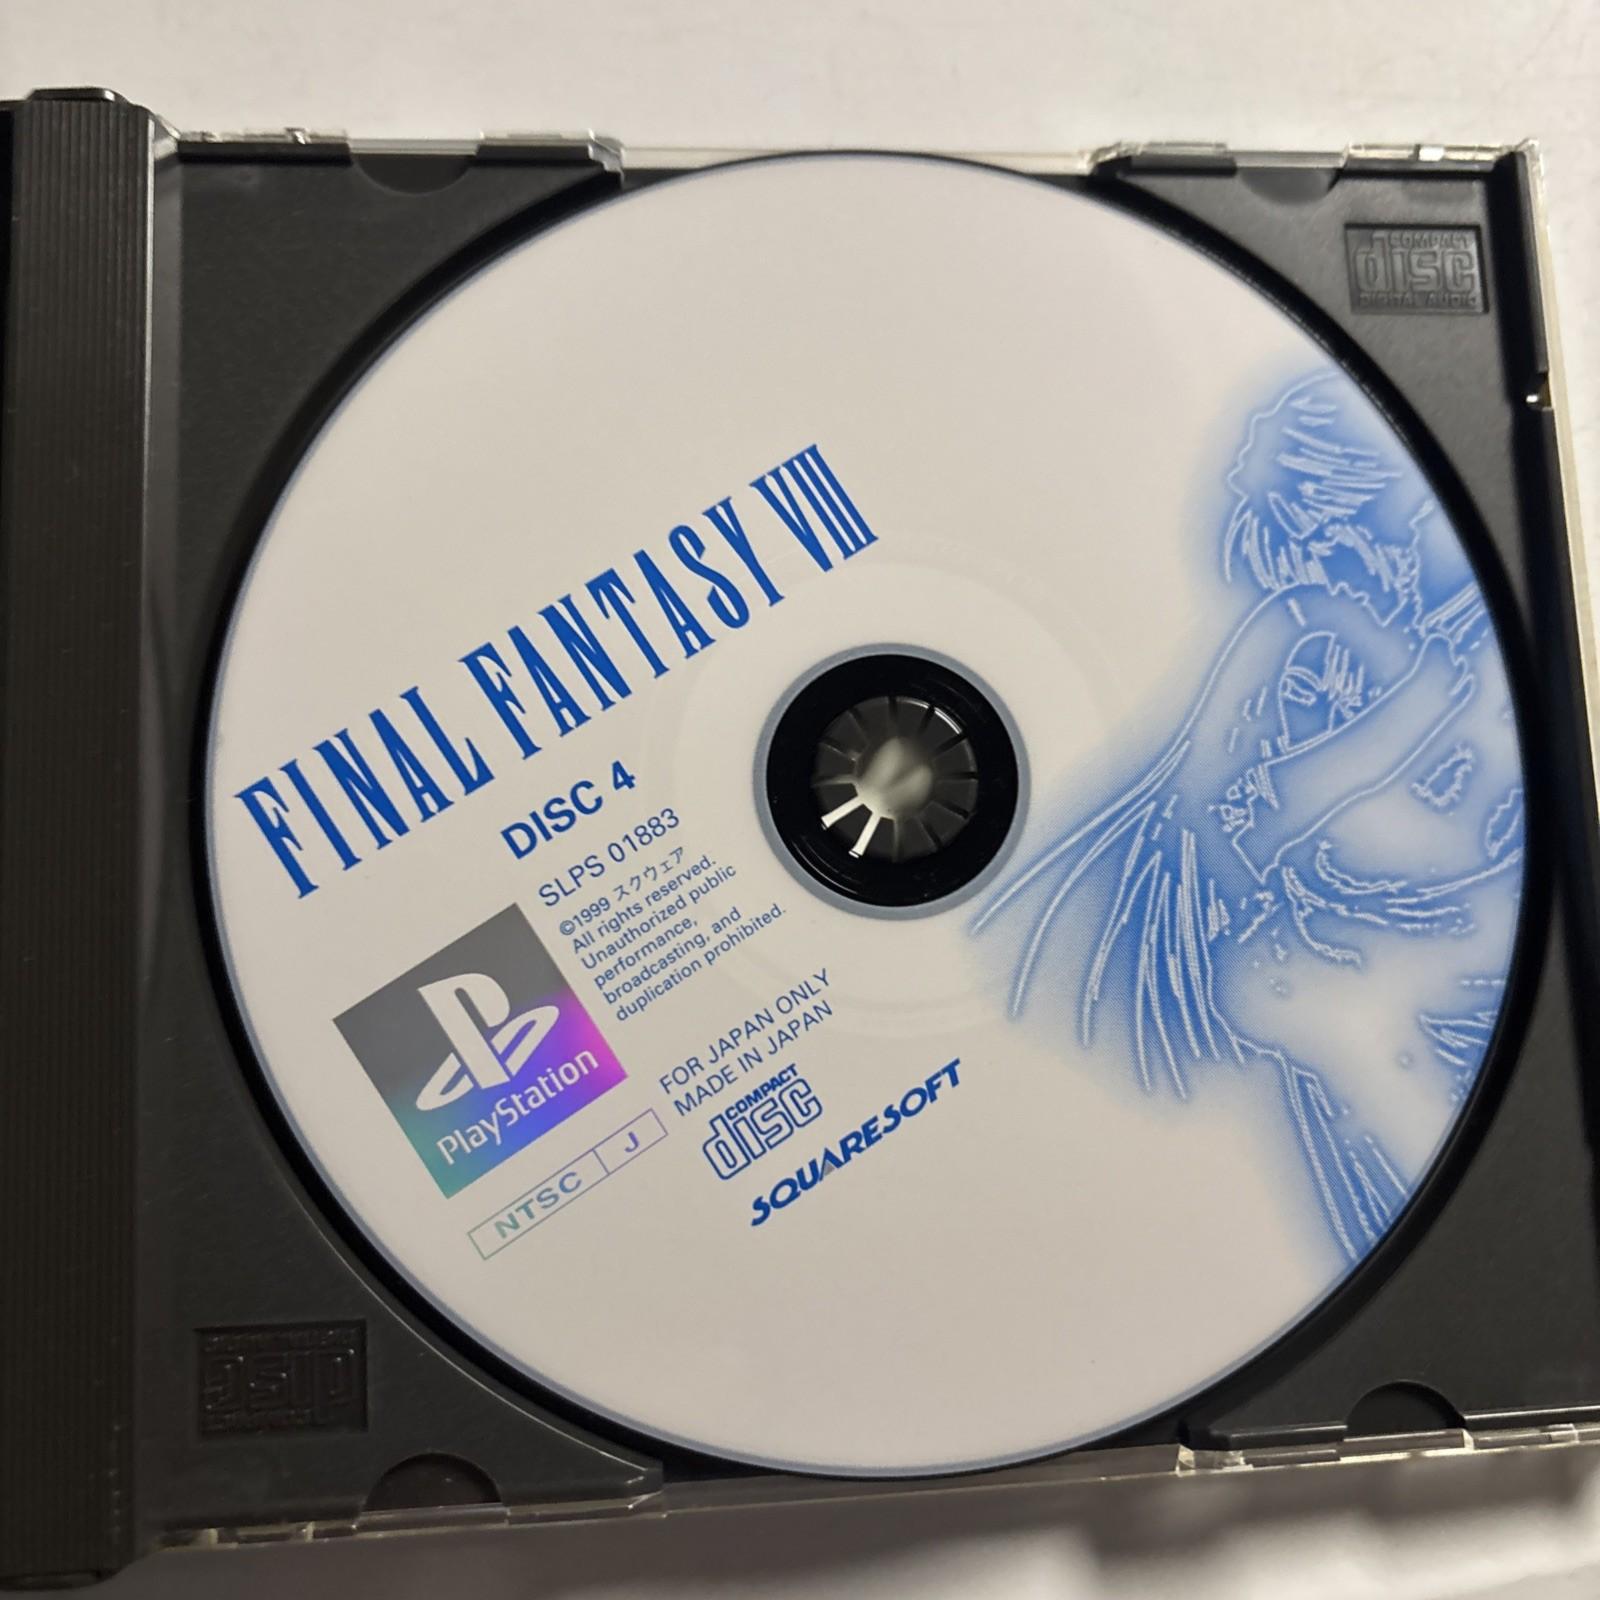 COMPACT
disc
DIGITAL AUDIO
FINAL FANTASY VIII
DISC 4
SLPS 01883
©1999 スクウェア
All rights reserved.
Unauthorized public
performance,
broadcasting, and
duplication prohibited.
PlayStation
NTSC J
FOR JAPAN ONLY
MADE IN JAPAN
COMPACT
disc
SQUARESOFT
disc